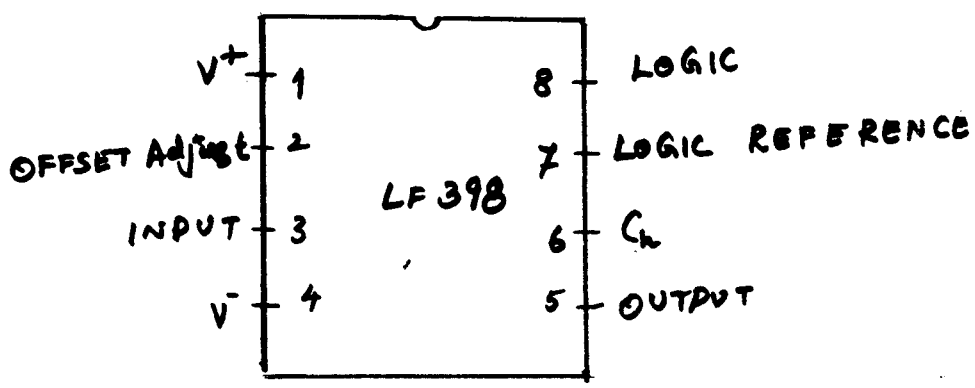 V+ 1
8 LOGIC
OFFSET Adjust 2
7 LOGIC REFERENCE
LF 398
INPUT 3
6 Ch
V- 4
5 OUTPUT